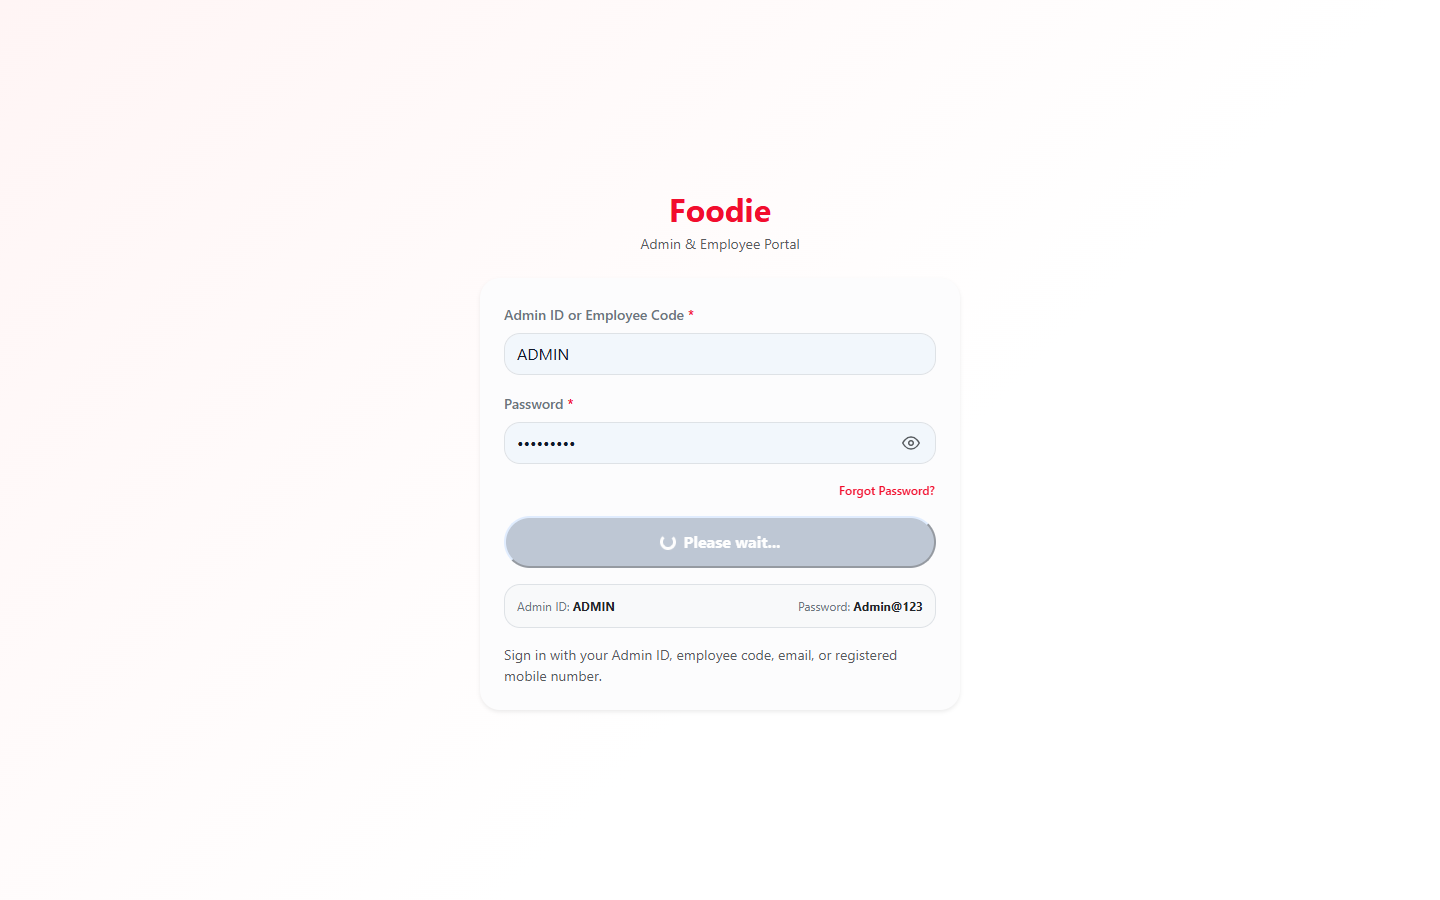 Foodie
Admin & Employee Portal
Admin ID or Employee Code *
ADMIN
Password *
•••••••••
Forgot Password?
Please wait...
Admin ID: ADMIN Password: Admin@123
Sign in with your Admin ID, employee code, email, or registered
mobile number.